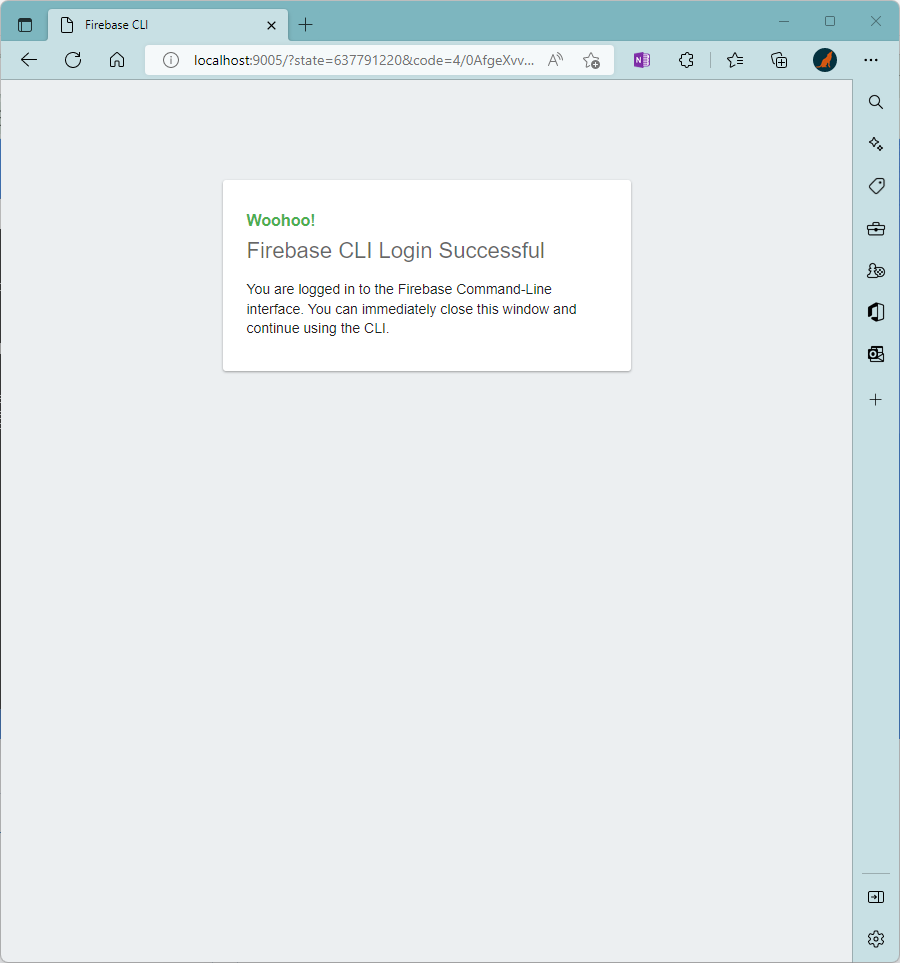 Firebase CLI
localhost:9005/?state=637791220&code=4/0AfgeXvv...
Woohoo!
Firebase CLI Login Successful
You are logged in to the Firebase Command-Line
interface. You can immediately close this window and
continue using the CLI.